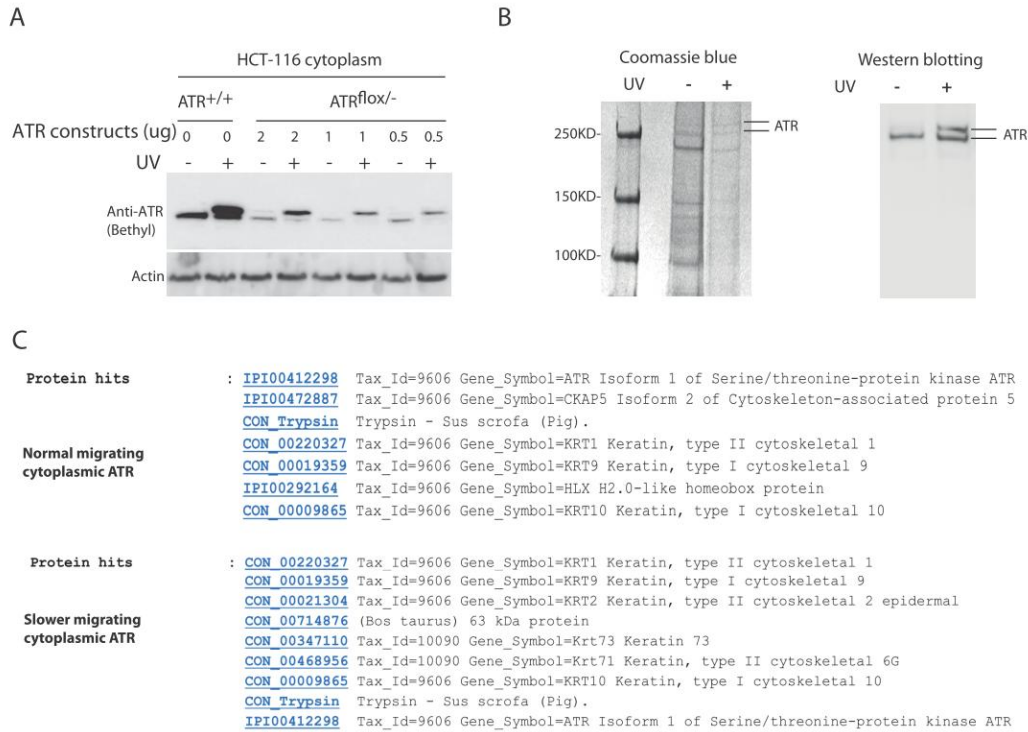 A
HCT-116 cytoplasm
ATR+/+ ATRflox/-
ATR constructs (ug) 0 0 2 2 1 1 0.5 0.5
UV - + - + - + - +
Anti-ATR
(Bethyl)
Actin
B
Coomassie blue
UV - +
ATR
250KD-
150KD-
100KD-
Western blotting
UV - +
ATR
C
Protein hits : IPI00412298 Tax_Id=9606 Gene_Symbol=ATR Isoform 1 of Serine/threonine-protein kinase ATR
IPI00472887 Tax_Id=9606 Gene_Symbol=CKAP5 Isoform 2 of Cytoskeleton-associated protein 5
CON_Trypsin Trypsin - Sus scrofa (Pig).
Normal migrating
cytoplasmic ATR
CON_00220327 Tax_Id=9606 Gene_Symbol=KRT1 Keratin, type II cytoskeletal 1
CON_00019359 Tax_Id=9606 Gene_Symbol=KRT9 Keratin, type I cytoskeletal 9
IPI00292164 Tax_Id=9606 Gene_Symbol=HLX H2.0-like homeobox protein
CON_00009865 Tax_Id=9606 Gene_Symbol=KRT10 Keratin, type I cytoskeletal 10
Protein hits : CON_00220327 Tax_Id=9606 Gene_Symbol=KRT1 Keratin, type II cytoskeletal 1
CON_00019359 Tax_Id=9606 Gene_Symbol=KRT9 Keratin, type I cytoskeletal 9
CON_00021304 Tax_Id=9606 Gene_Symbol=KRT2 Keratin, type II cytoskeletal 2 epidermal
Slower migrating
cytoplasmic ATR
CON_00714876 (Bos taurus) 63 kDa protein
CON_00347110 Tax_Id=10090 Gene_Symbol=Krt73 Keratin 73
CON_00468956 Tax_Id=10090 Gene_Symbol=Krt71 Keratin, type II cytoskeletal 6G
CON_00009865 Tax_Id=9606 Gene_Symbol=KRT10 Keratin, type I cytoskeletal 10
CON_Trypsin Trypsin - Sus scrofa (Pig).
IPI00412298 Tax_Id=9606 Gene_Symbol=ATR Isoform 1 of Serine/threonine-protein kinase ATR